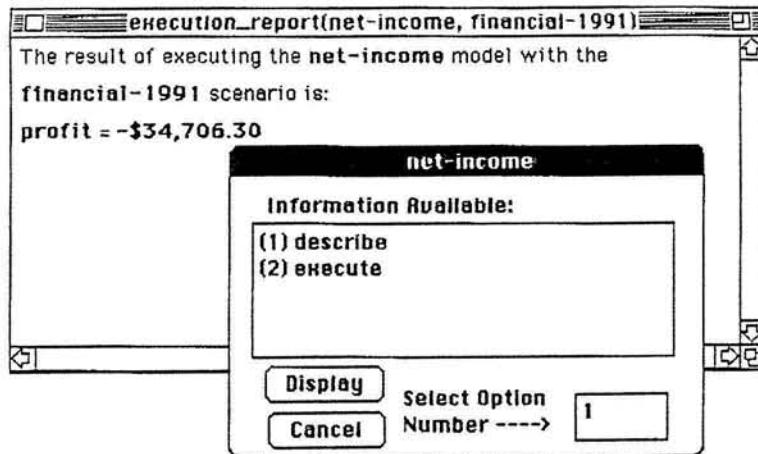 execution_report(net-income, financial-1991)
The result of executing the net-income model with the
financial-1991 scenario is:
profit = -$34,706.30
net-income
Information Available:
(1) describe
(2) execute
Display
Cancel
Select Option
Number ---->
1